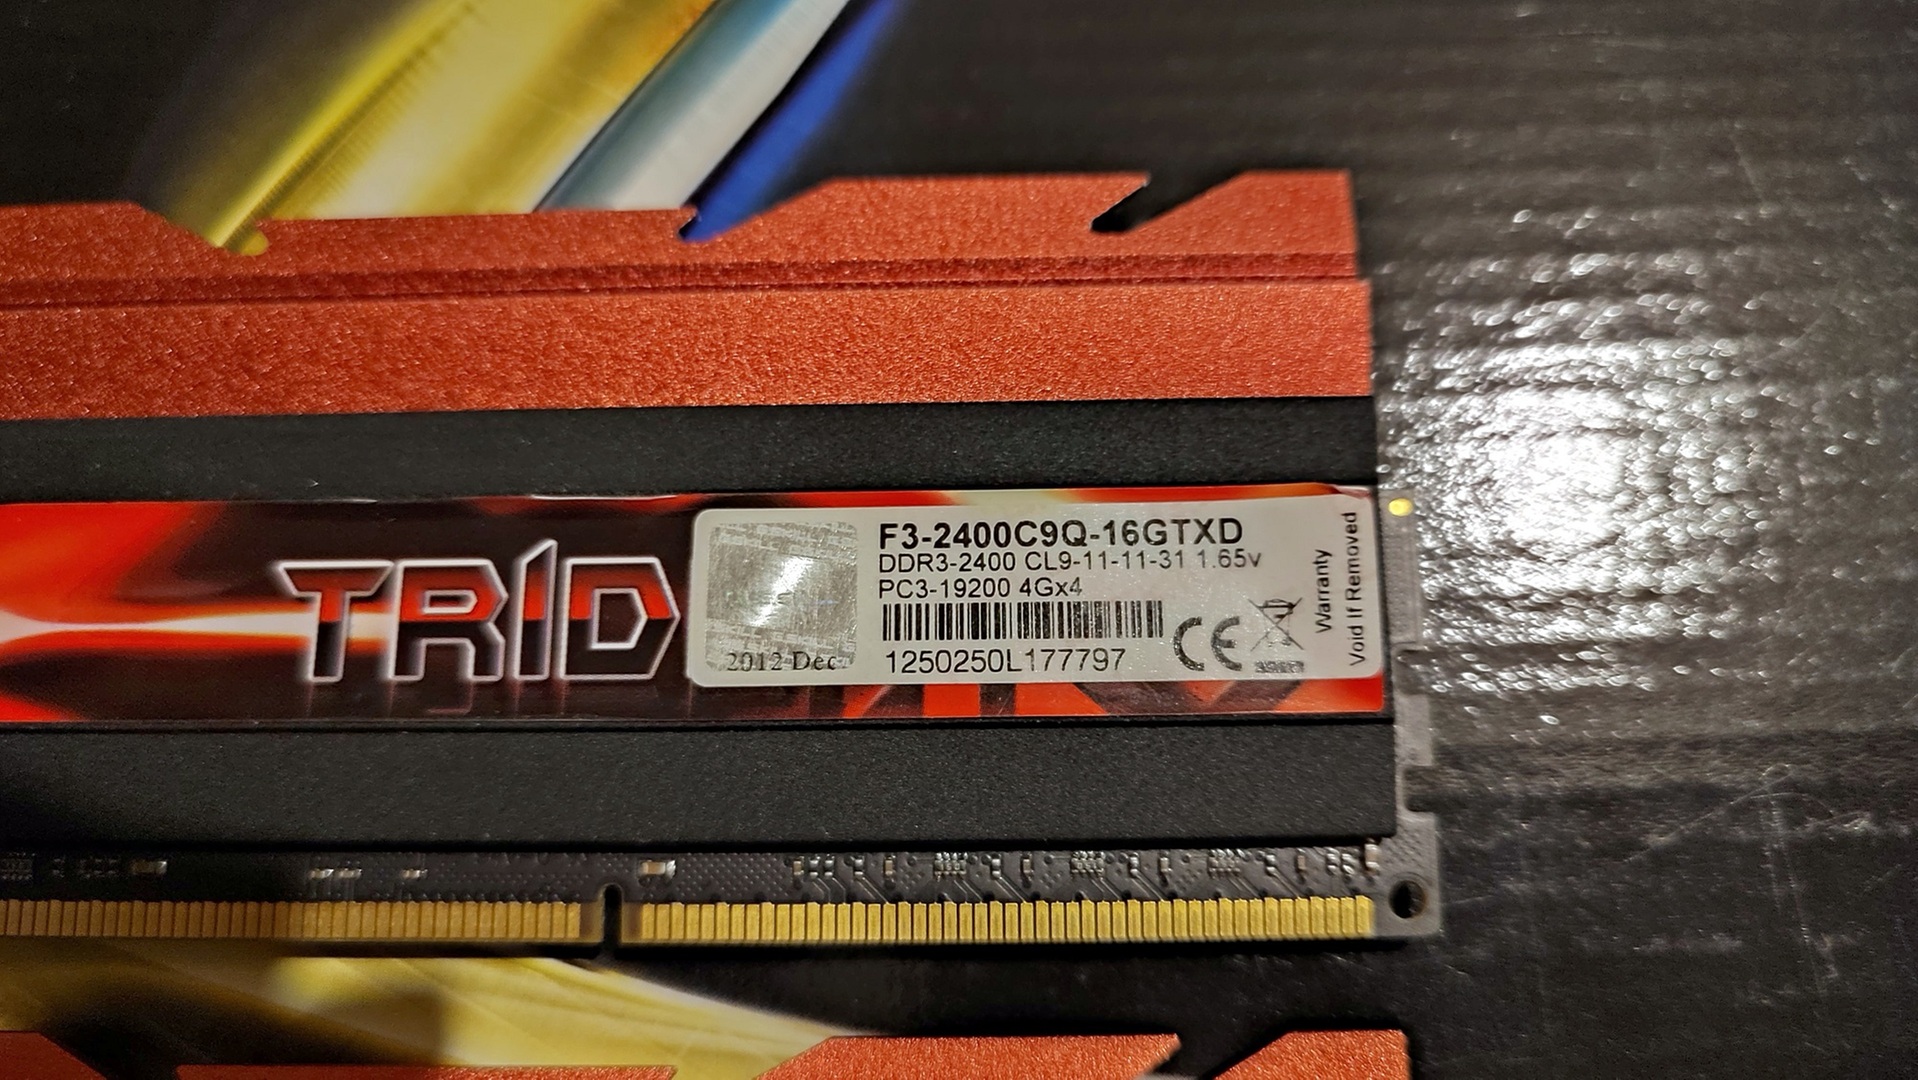 TRID
F3-2400C9Q-16GTXD
DDR3-2400 CL9-11-11-31 1.65v
PC3-19200 4Gx4
1250250L177797
2012 Dec
CE
Warranty
Void If Removed